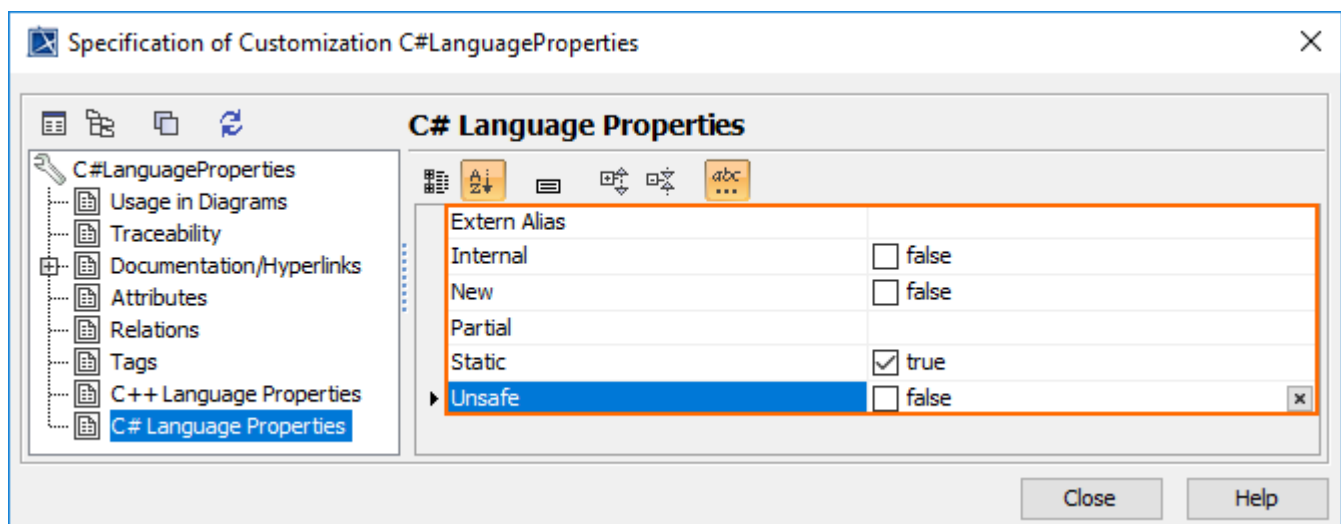 Specification of Customization C#LanguageProperties
C#LanguageProperties
Usage in Diagrams
Traceability
Documentation/Hyperlinks
Attributes
Relations
Tags
C++ Language Properties
C# Language Properties
C# Language Properties
A
Z
abc
Extern Alias
Internal false
New false
Partial
Static true
Unsafe false
Close Help